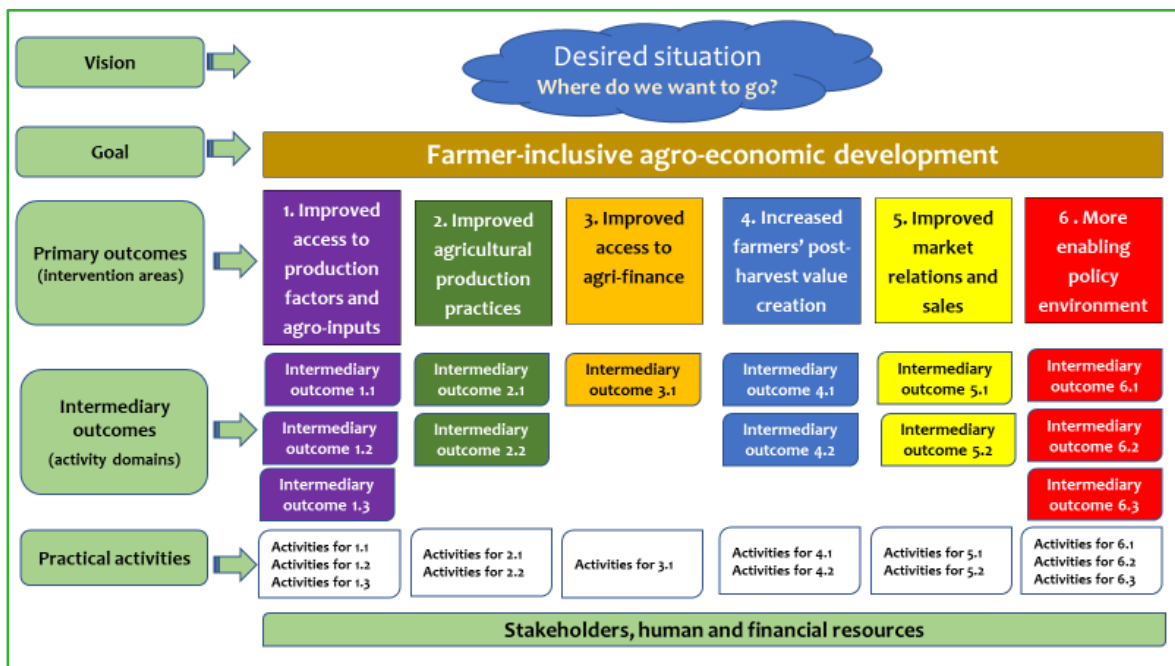 Vision
Desired situation
Where do we want to go?
Goal
Farmer-inclusive agro-economic development
Primary outcomes
(intervention areas)
1. Improved
access to
production
factors and
agro-inputs
2. Improved
agricultural
production
practices
3. Improved
access to
agri-finance
4. Increased
farmers’ post-
harvest value
creation
5. Improved
market
relations and
sales
6 . More
enabling
policy
environment
Intermediary
outcomes
(activity domains)
Intermediary
outcome 1.1
Intermediary
outcome 1.2
Intermediary
outcome 1.3
Intermediary
outcome 2.1
Intermediary
outcome 2.2
Intermediary
outcome 3.1
Intermediary
outcome 4.1
Intermediary
outcome 4.2
Intermediary
outcome 5.1
Intermediary
outcome 5.2
Intermediary
outcome 6.1
Intermediary
outcome 6.2
Intermediary
outcome 6.3
Practical activities
Activities for 1.1
Activities for 1.2
Activities for 1.3
Activities for 2.1
Activities for 2.2
Activities for 3.1
Activities for 4.1
Activities for 4.2
Activities for 5.1
Activities for 5.2
Activities for 6.1
Activities for 6.2
Activities for 6.3
Stakeholders, human and financial resources